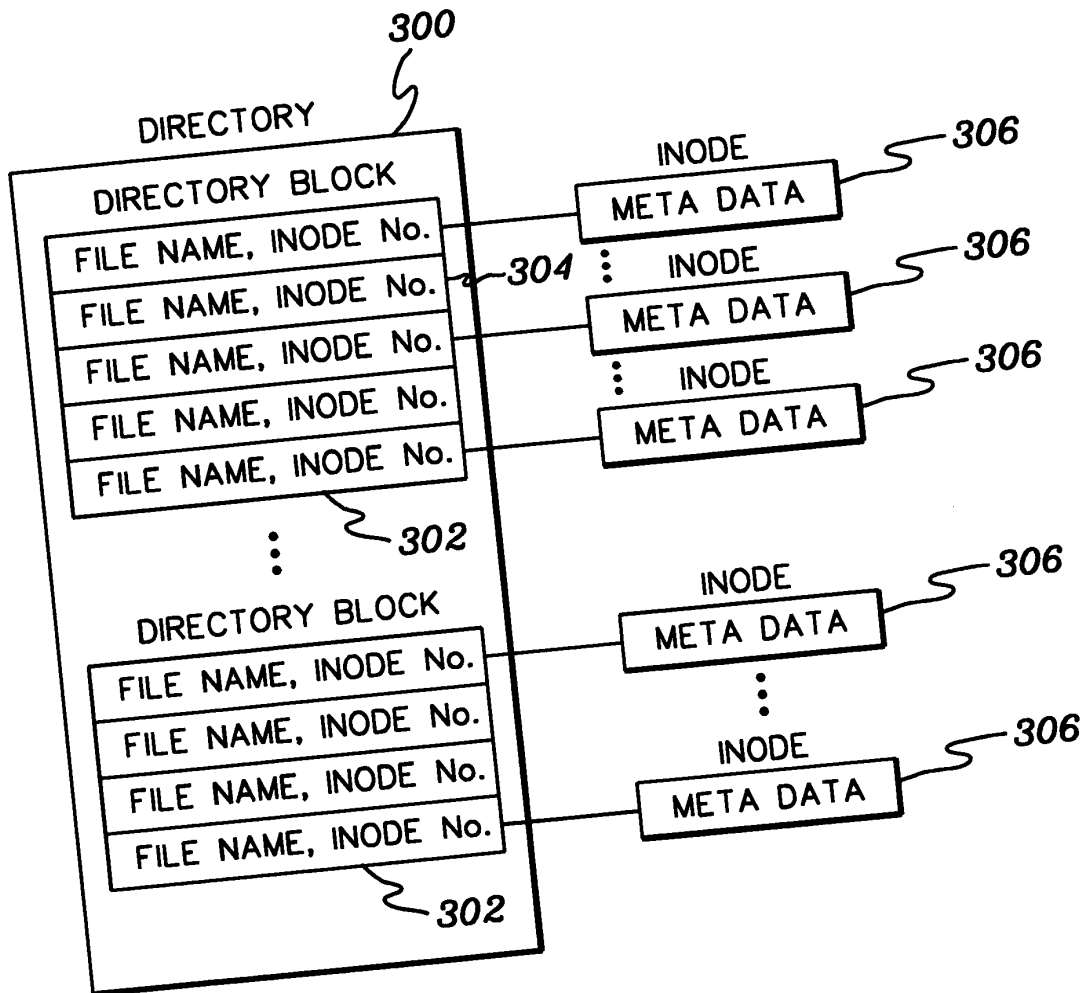 300
DIRECTORY
DIRECTORY BLOCK
FILE NAME, INODE No.
FILE NAME, INODE No.
304
FILE NAME, INODE No.
FILE NAME, INODE No.
FILE NAME, INODE No.
302
DIRECTORY BLOCK
FILE NAME, INODE No.
FILE NAME, INODE No.
FILE NAME, INODE No.
FILE NAME, INODE No.
302
INODE
META DATA
306
INODE
META DATA
306
INODE
META DATA
306
INODE
META DATA
306
INODE
META DATA
306